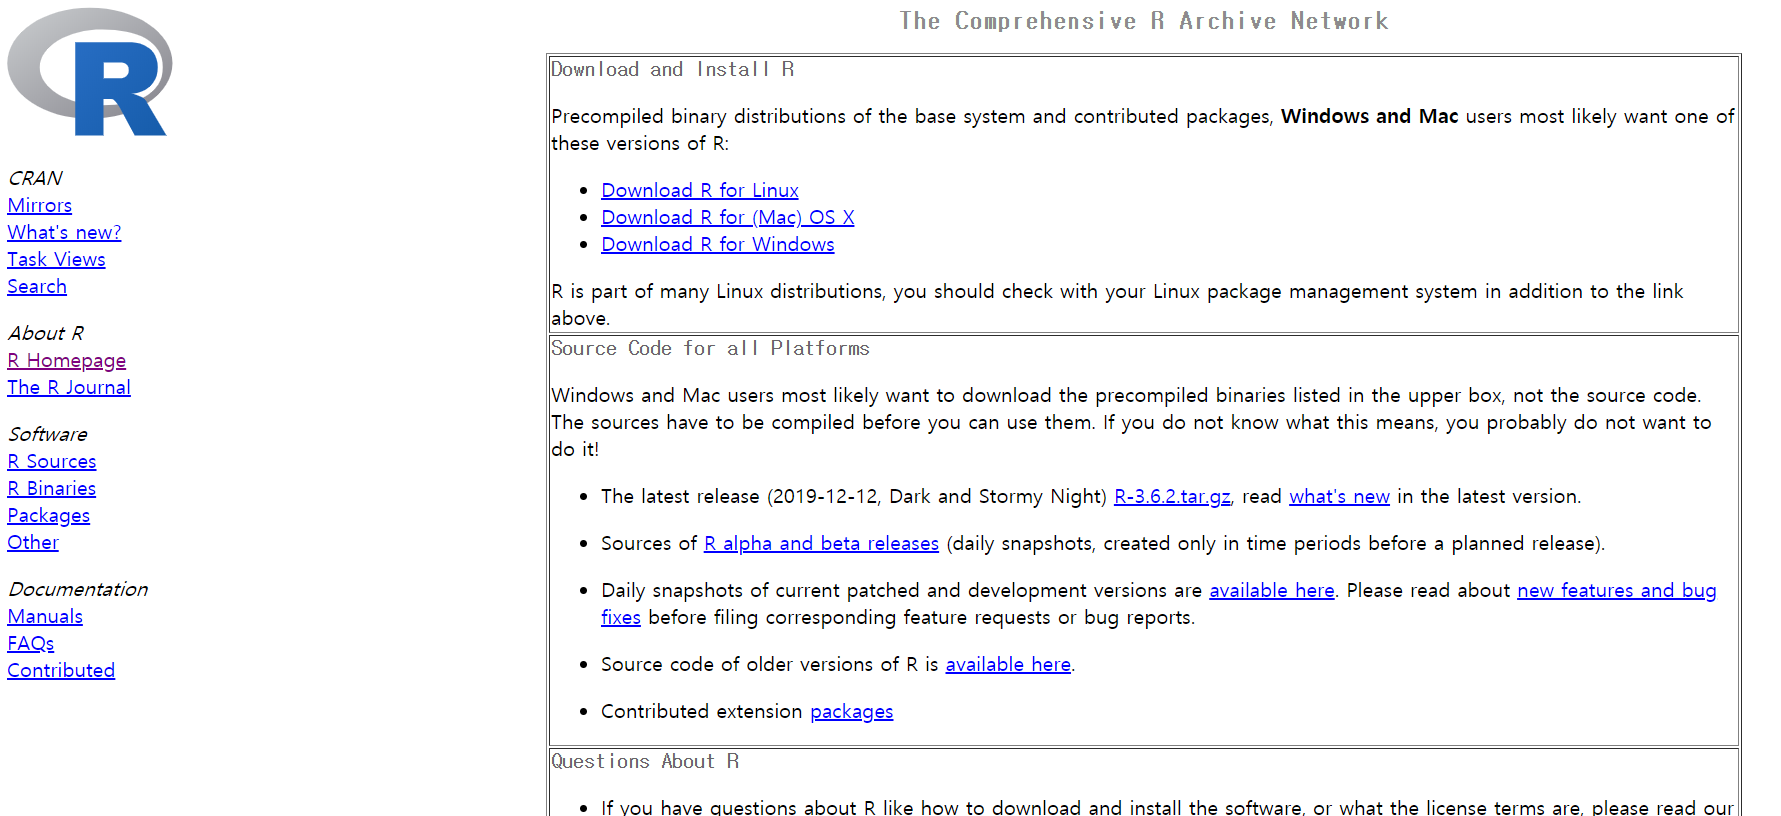 R
CRAN
Mirrors
What's new?
Task Views
Search
About R
R Homepage
The R Journal
Software
R Sources
R Binaries
Packages
Other
Documentation
Manuals
FAQs
Contributed
The Comprehensive R Archive Network
Download and Install R
Precompiled binary distributions of the base system and contributed packages, Windows and Mac users most likely want one of
these versions of R:
• Download R for Linux
• Download R for (Mac) OS X
• Download R for Windows
R is part of many Linux distributions, you should check with your Linux package management system in addition to the link
above.
Source Code for all Platforms
Windows and Mac users most likely want to download the precompiled binaries listed in the upper box, not the source code.
The sources have to be compiled before you can use them. If you do not know what this means, you probably do not want to
do it!
• The latest release (2019-12-12, Dark and Stormy Night) R-3.6.2.tar.gz, read what's new in the latest version.
• Sources of R alpha and beta releases (daily snapshots, created only in time periods before a planned release).
• Daily snapshots of current patched and development versions are available here. Please read about new features and bug
fixes before filing corresponding feature requests or bug reports.
• Source code of older versions of R is available here.
• Contributed extension packages
Questions About R
• If you have questions about R like how to download and install the software, or what the license terms are, please read our